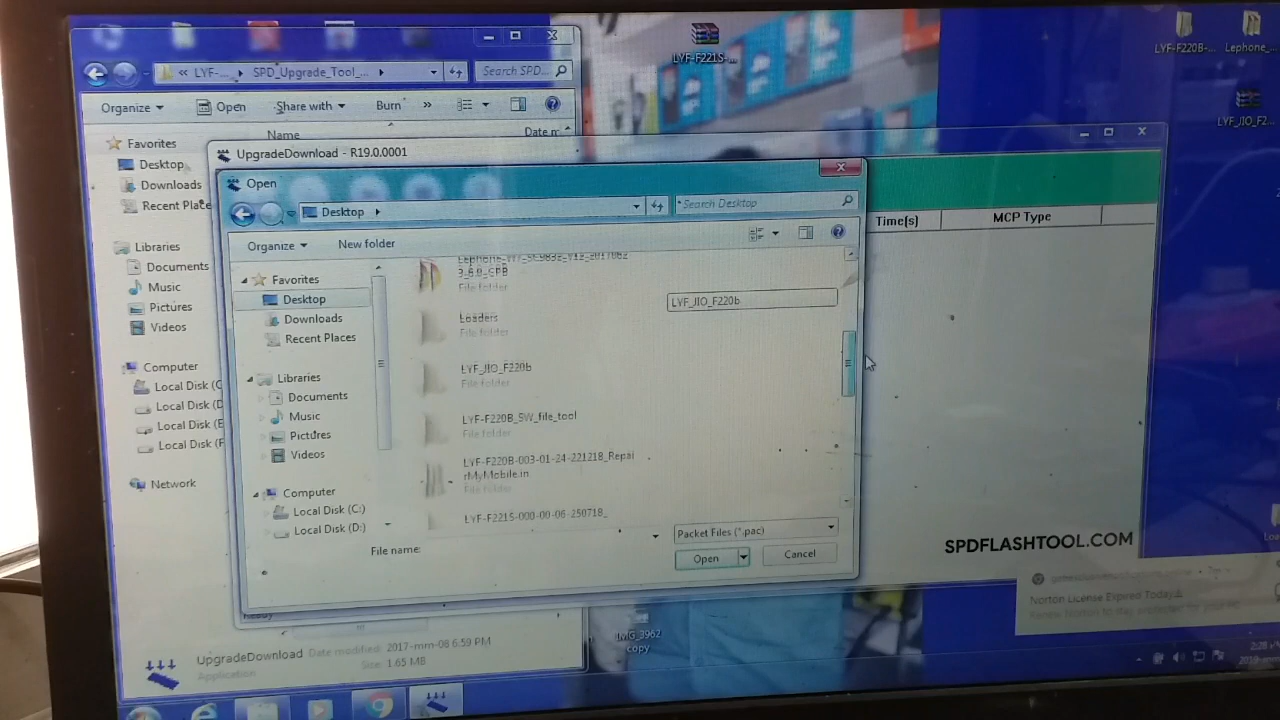 LYF-F221S-...
LYF-F220B-...
Lephone_...
LYF_JIO_F2...
« LYF-... ▸ SPD_Upgrade_Tool_... ▸
Search SPD...
Organize
Open
Share with
Burn
»
Name
Date m
Favorites
Desktop
Downloads
Recent Place
Libraries
Documents
Music
Pictures
Videos
Computer
Local Disk (C
Local Disk (D
Local Disk (E
Local Disk (F
Network
UpgradeDownload - R19.0.0001
Time(s)
MCP Type
Open
Desktop
Search Desktop
Organize
New folder
Favorites
Desktop
Downloads
Recent Places
Libraries
Documents
Music
Pictures
Videos
Computer
Local Disk (C:)
Local Disk (D:)
File folder
Loaders
File folder
LYF_JIO_F220b
File folder
LYF-F220B_SW_file_tool
File folder
LYF-F220B-003-01-24-221218_Repai
rMyMobile.in
File folder
LYF-F221S-000-00-06-250718_
LYF_JIO_F220b
File name:
Packet Files (*.pac)
Open
Cancel
SPDFLASHTOOL.COM
Norton License Expired Today
Ready
UpgradeDownload
Date modified: 2017-mm-08 6:59 PM
Size: 1.65 MB
Application
IMG_3962
copy